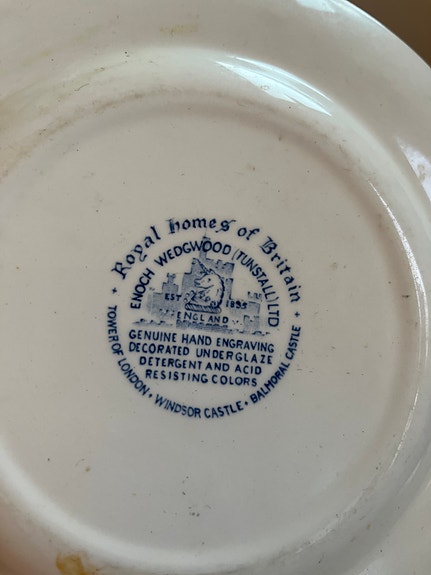 Royal homes of Britain
ENOCH WEDGWOOD (TUNSTALL) LTD
EST 1835
ENGLAND
GENUINE HAND ENGRAVING
DECORATED UNDERGLAZE
DETERGENT AND ACID
RESISTING COLORS
TOWER OF LONDON • WINDSOR CASTLE • BALMORAL CASTLE